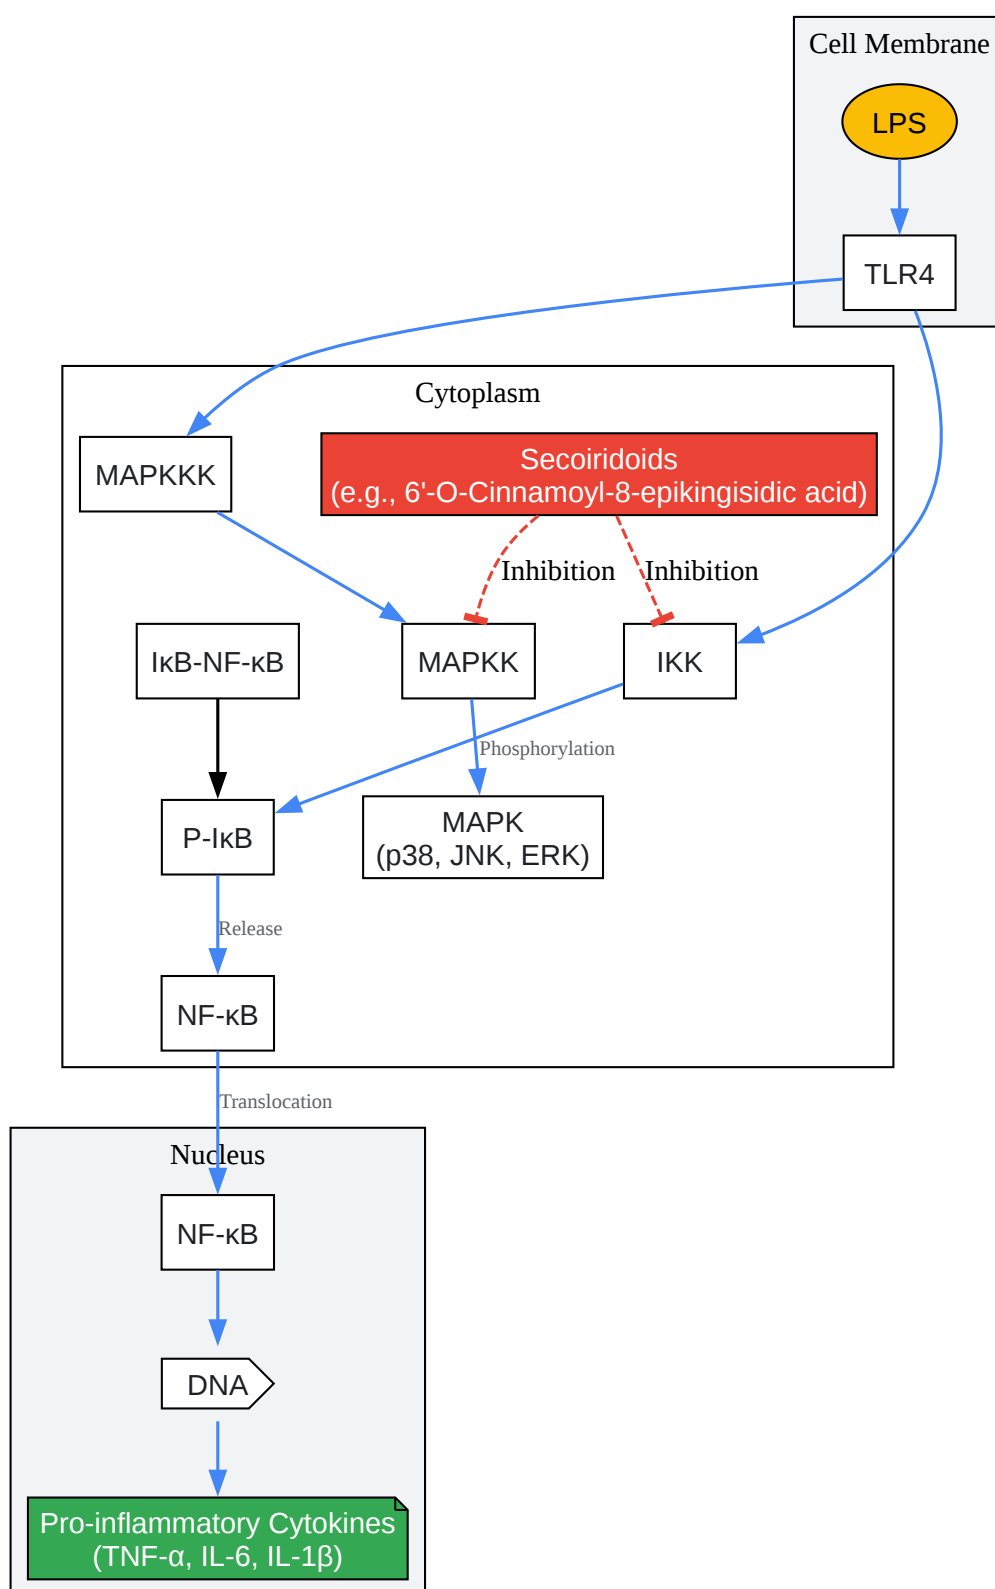 Cell Membrane
LPS
TLR4
Cytoplasm
MAPKKK
Secoiridoids
(e.g., 6'-O-Cinnamoyl-8-epikingisidic acid)
Inhibition
Inhibition
IκB-NF-κB
MAPKK
IKK
Phosphorylation
P-IκB
MAPK
(p38, JNK, ERK)
Release
NF-κB
Translocation
Nucleus
NF-κB
DNA
Pro-inflammatory Cytokines
(TNF-α, IL-6, IL-1β)